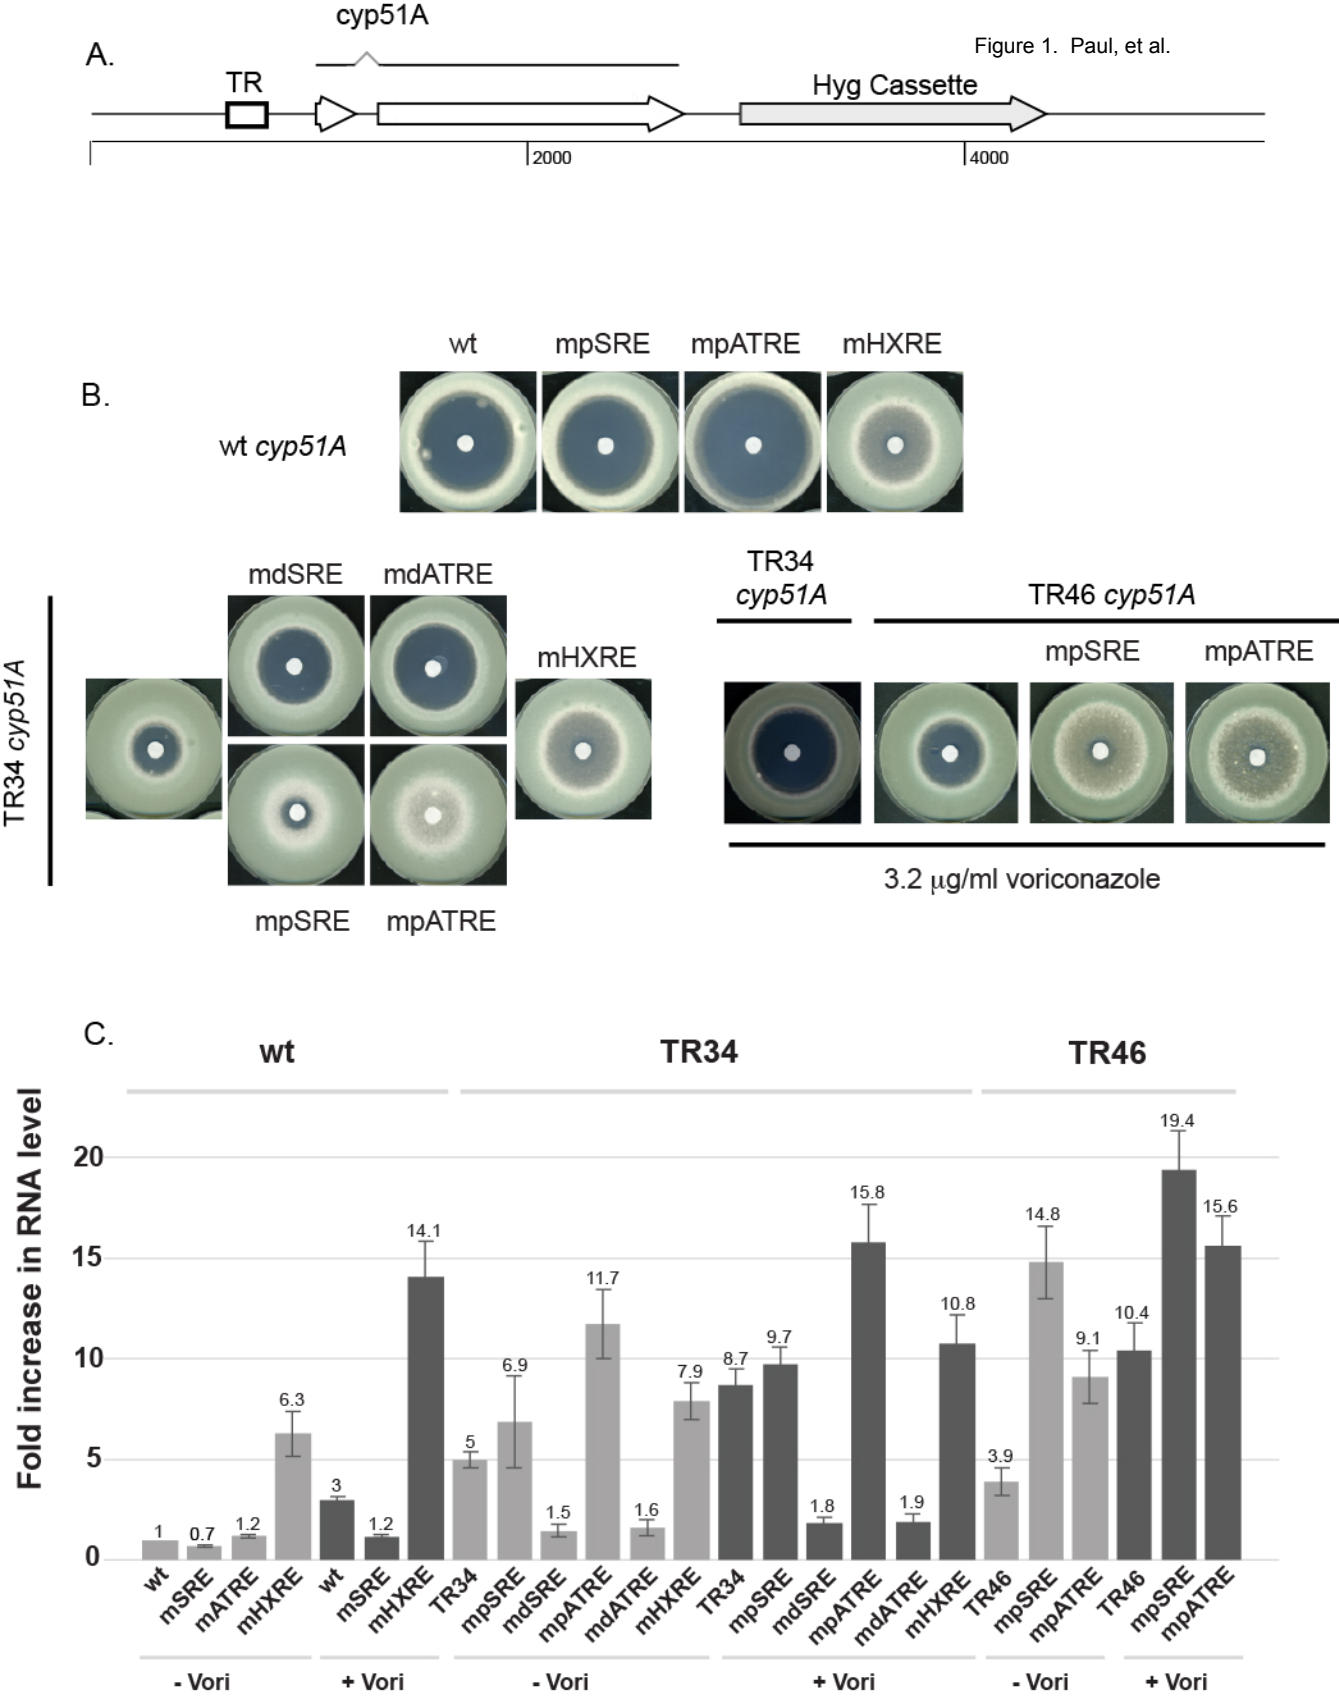 cyp51A
A.
Figure 1. Paul, et al.
TR
Hyg Cassette
2000
4000
wt
mpSRE
mpATRE
mHXRE
B.
wt cyp51A
TR34
cyp51A
mdSRE
mdATRE
TR46 cyp51A
mpSRE
mpATRE
mHXRE
TR34 cyp51A
3.2 μg/ml voriconazole
mpSRE
mpATRE
C.
wt
TR34
TR46
Fold increase in RNA level
20
15
10
5
0
1
0.7
1.2
6.3
3
1.2
14.1
5
6.9
1.5
11.7
1.6
7.9
8.7
9.7
1.8
15.8
1.9
10.8
3.9
14.8
9.1
10.4
19.4
15.6
wt
mSRE
mATRE
mHXRE
wt
mSRE
mHXRE
TR34
mpSRE
mdSRE
mpATRE
mdATRE
mHXRE
TR34
mpSRE
mdSRE
mpATRE
mdATRE
mHXRE
TR46
mpSRE
mpATRE
TR46
mpSRE
mpATRE
- Vori
+ Vori
- Vori
+ Vori
- Vori
+ Vori